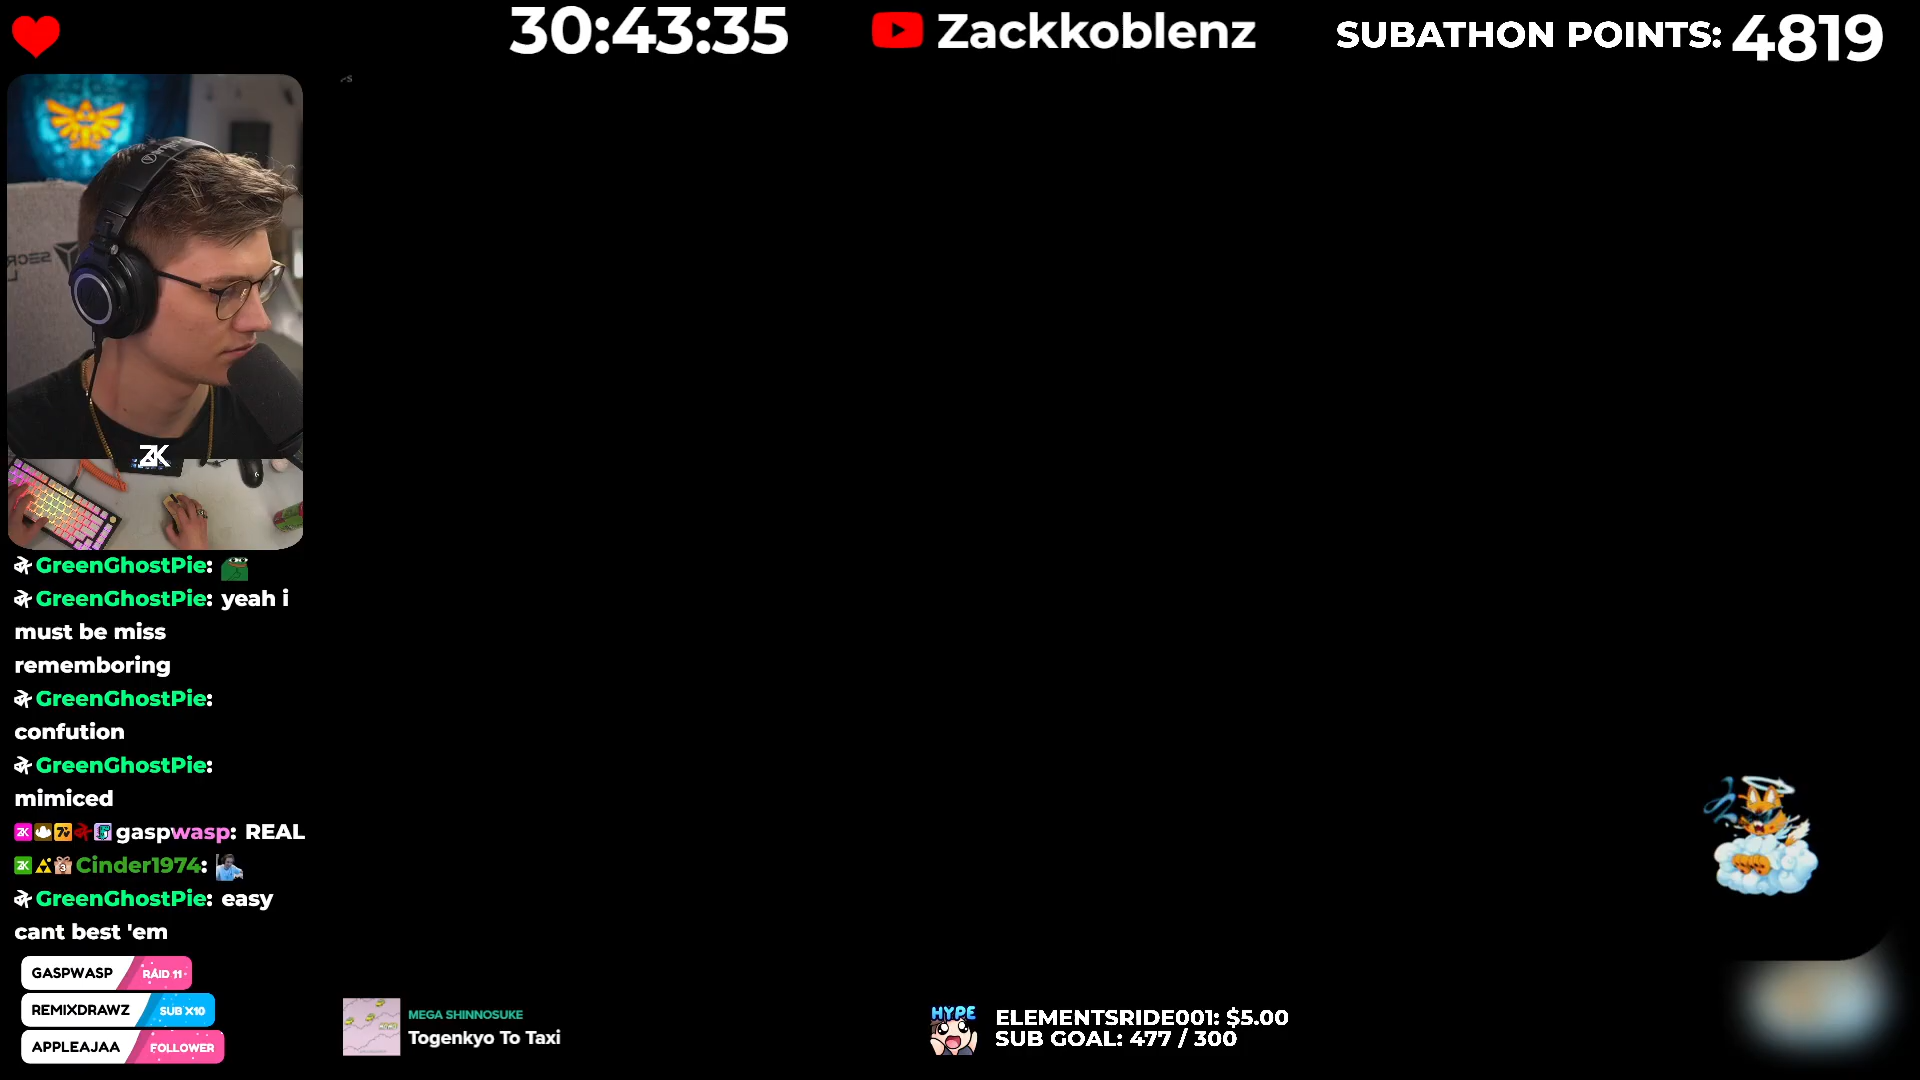 30:43:35
Zackkoblenz
SUBATHON POINTS: 4819
ZK
GreenGhostPie:
GreenGhostPie: yeah i
must be miss
rememboring
GreenGhostPie:
confution
GreenGhostPie:
mimiced
gaspwasp: REAL
Cinder1974:
GreenGhostPie: easy
cant best 'em
GASPWASP RAID 11
REMIXDRAWZ SUB X10
APPLEAJAA FOLLOWER
MEGA SHINNOSUKE
Togenkyo To Taxi
HYPE
ELEMENTSRIDE001: $5.00
SUB GOAL: 477 / 300